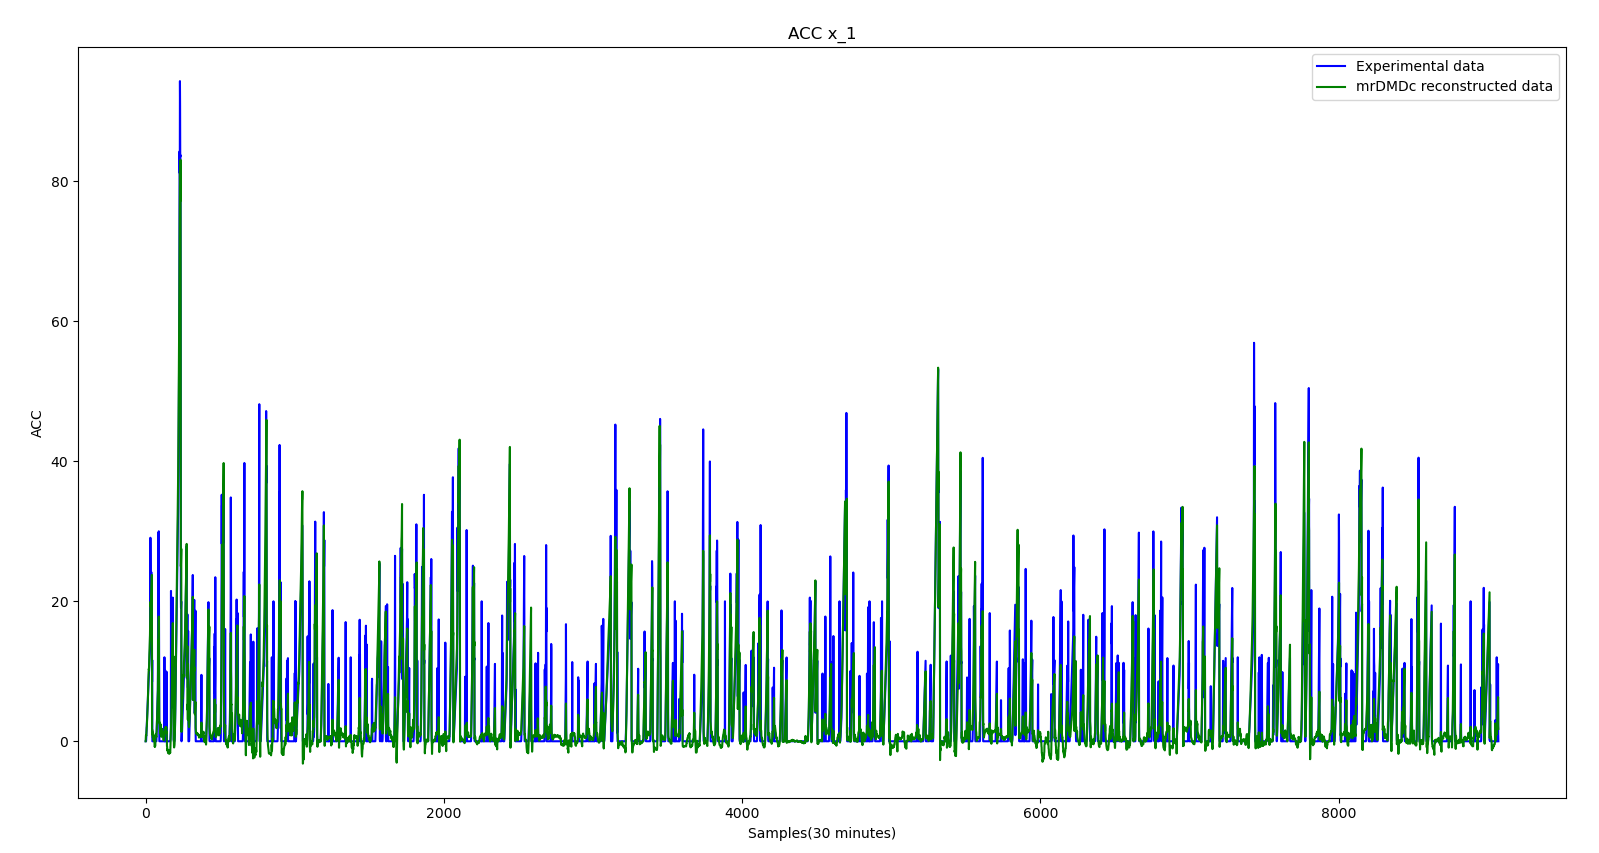 ACC x_1
Experimental data
mrDMDc reconstructed data
80
60
40
20
0
ACC
0
2000
4000
6000
8000
Samples(30 minutes)